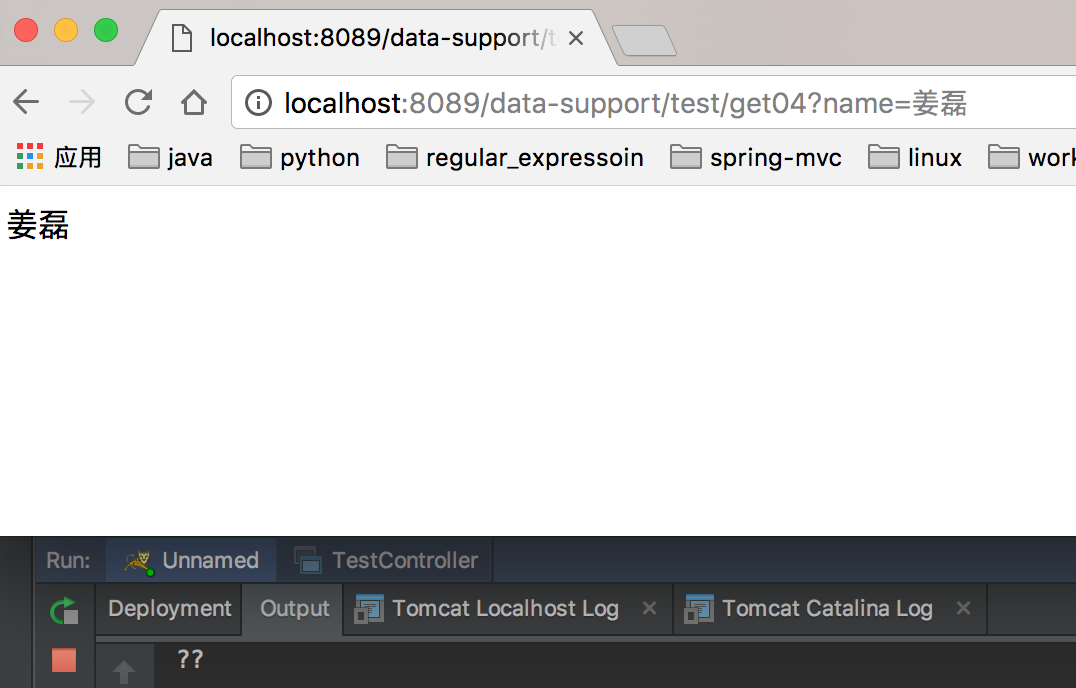 localhost:8089/data-support/t
localhost:8089/data-support/test/get04?name=姜磊
应用 java python regular_expressoin spring-mvc linux work
姜磊
Run: Unnamed TestController
Deployment Output Tomcat Localhost Log Tomcat Catalina Log
??